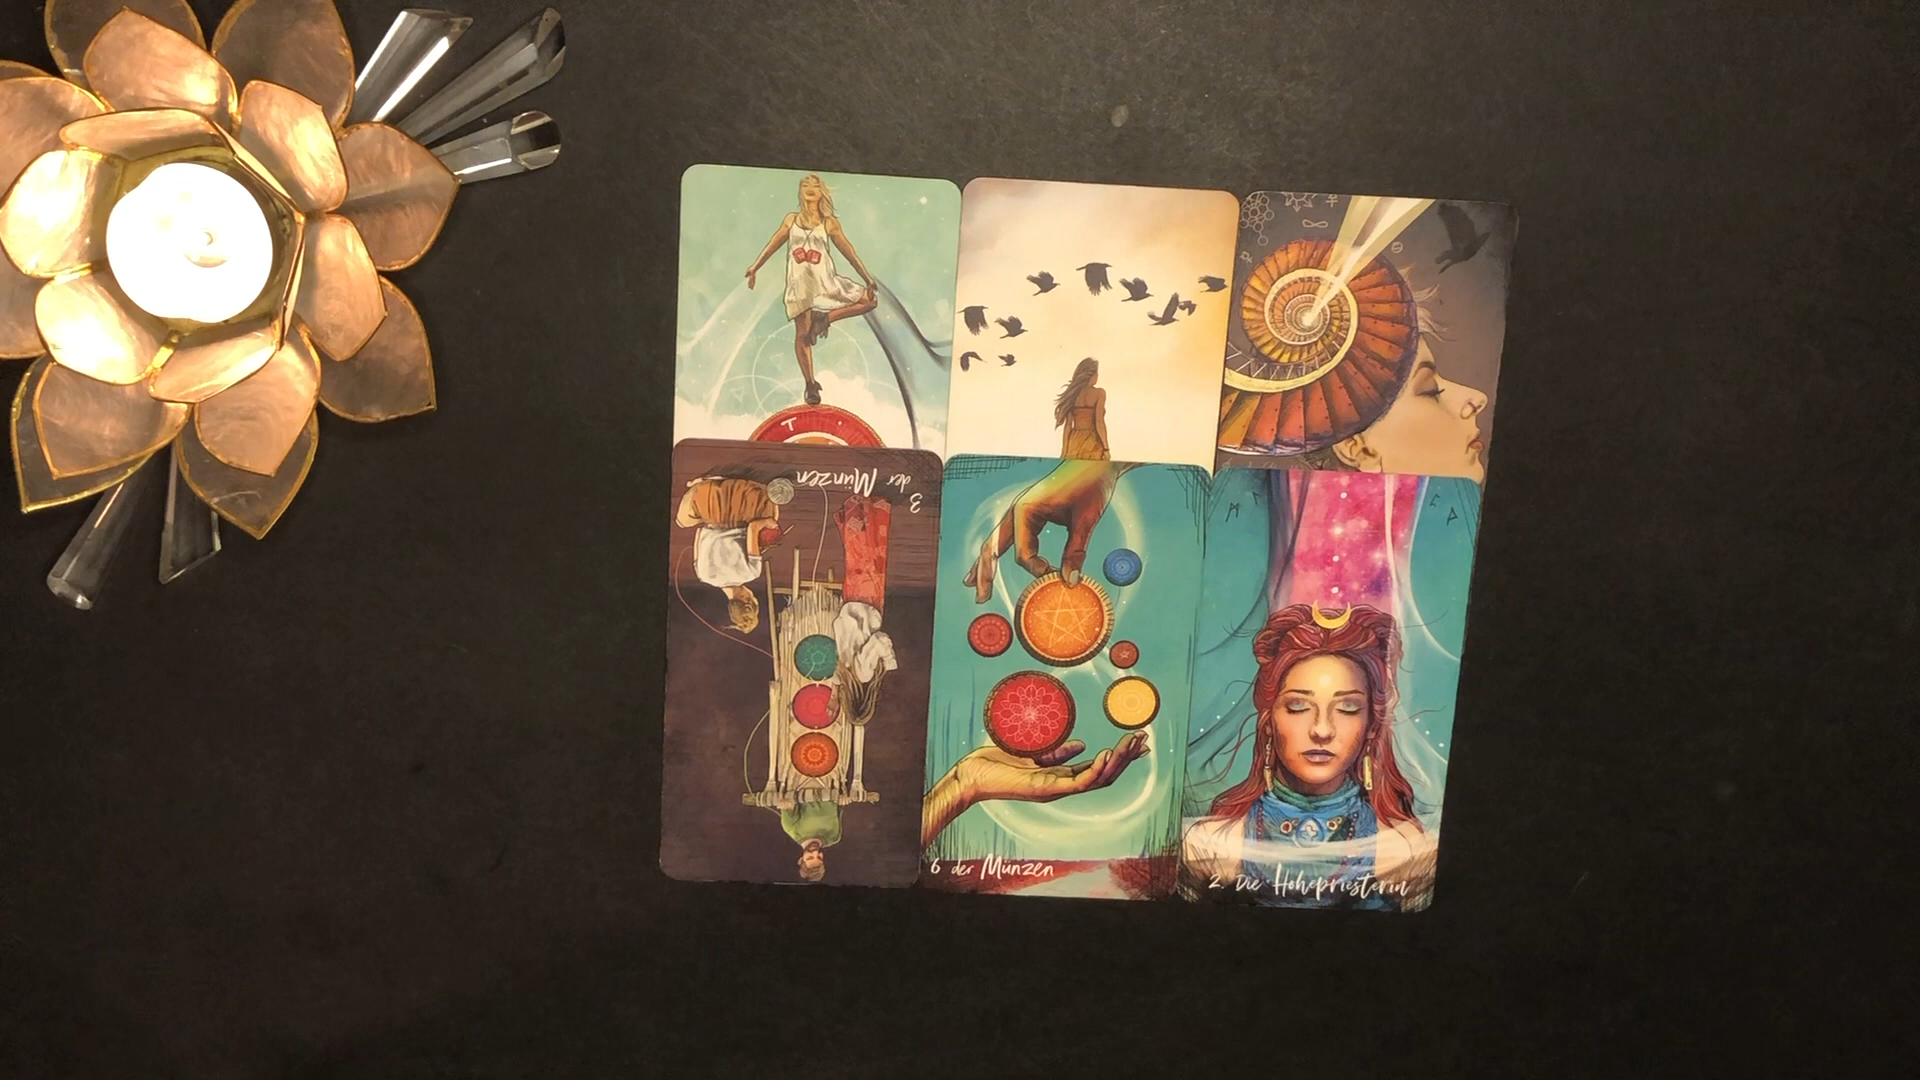 T
3 der Münzen
6 der Münzen
2. Die Hohepriesterin